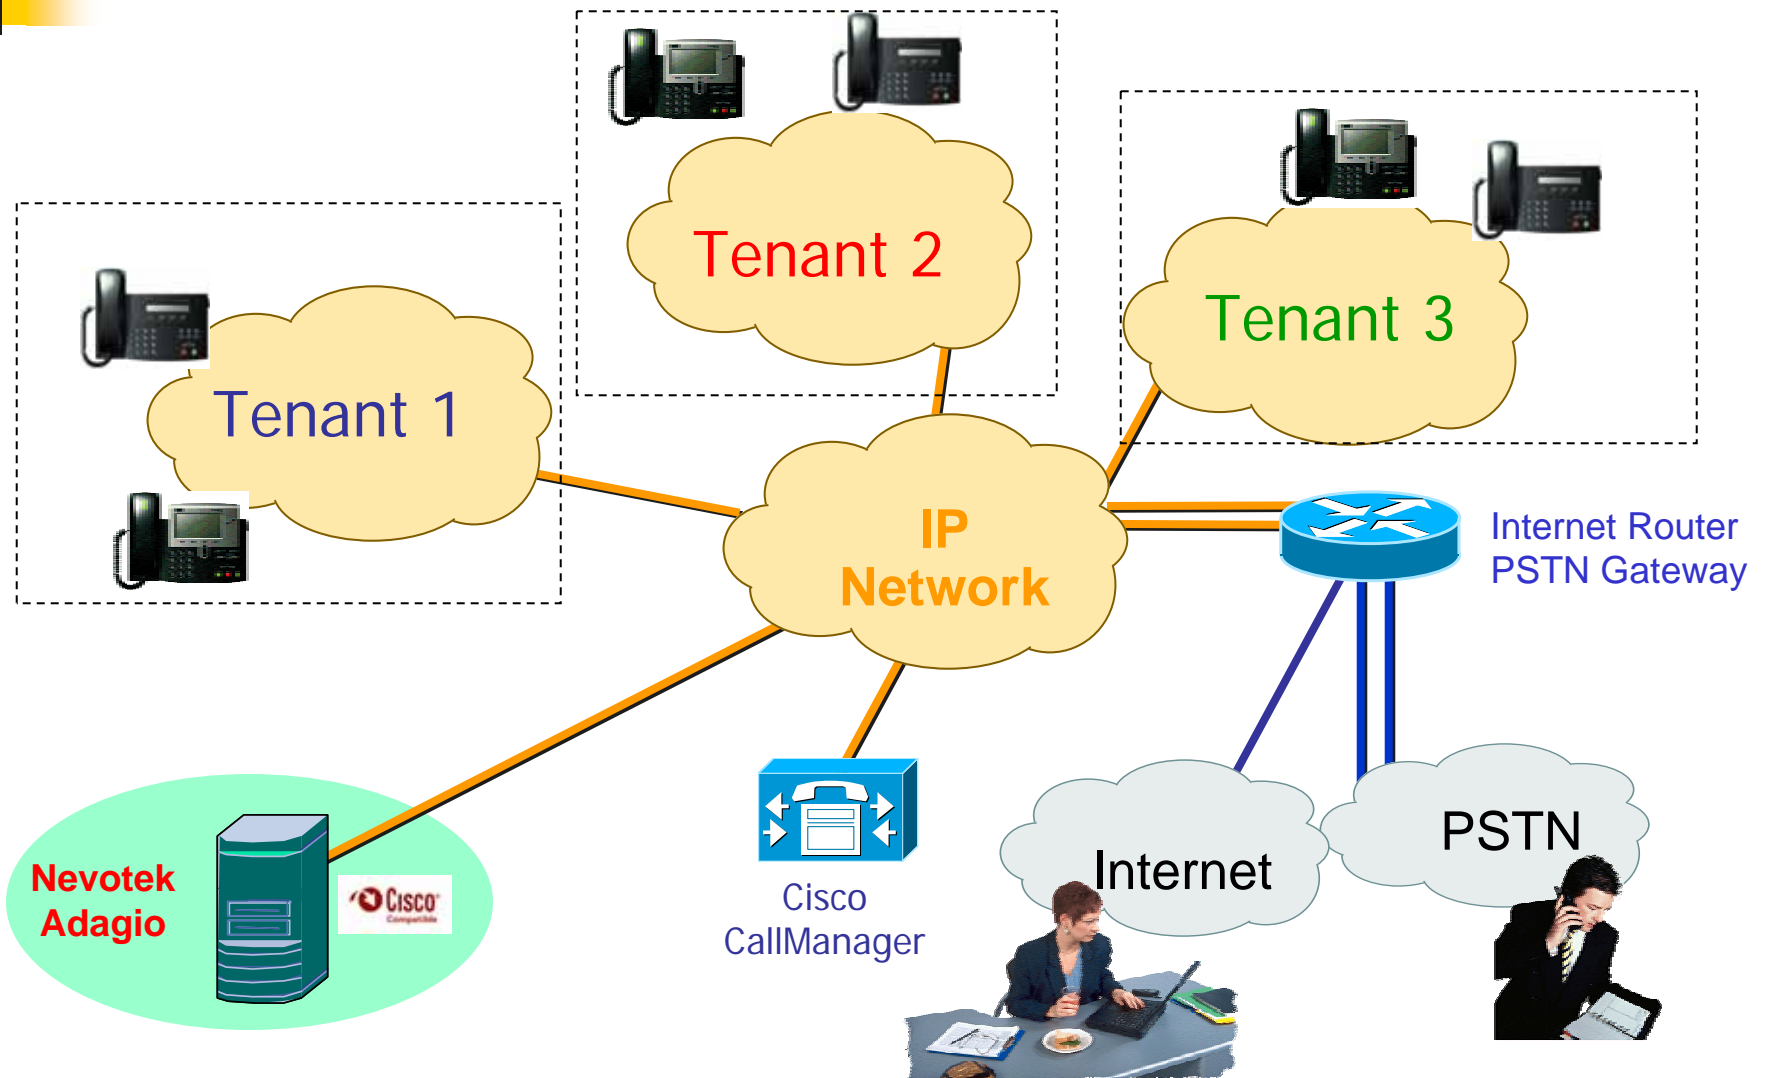 Tenant 2
Tenant 3
Tenant 1
IP
Network
Internet Router
PSTN Gateway
PSTN
Internet
Nevotek
Adagio
CISCO
Compatible
Cisco
CallManager